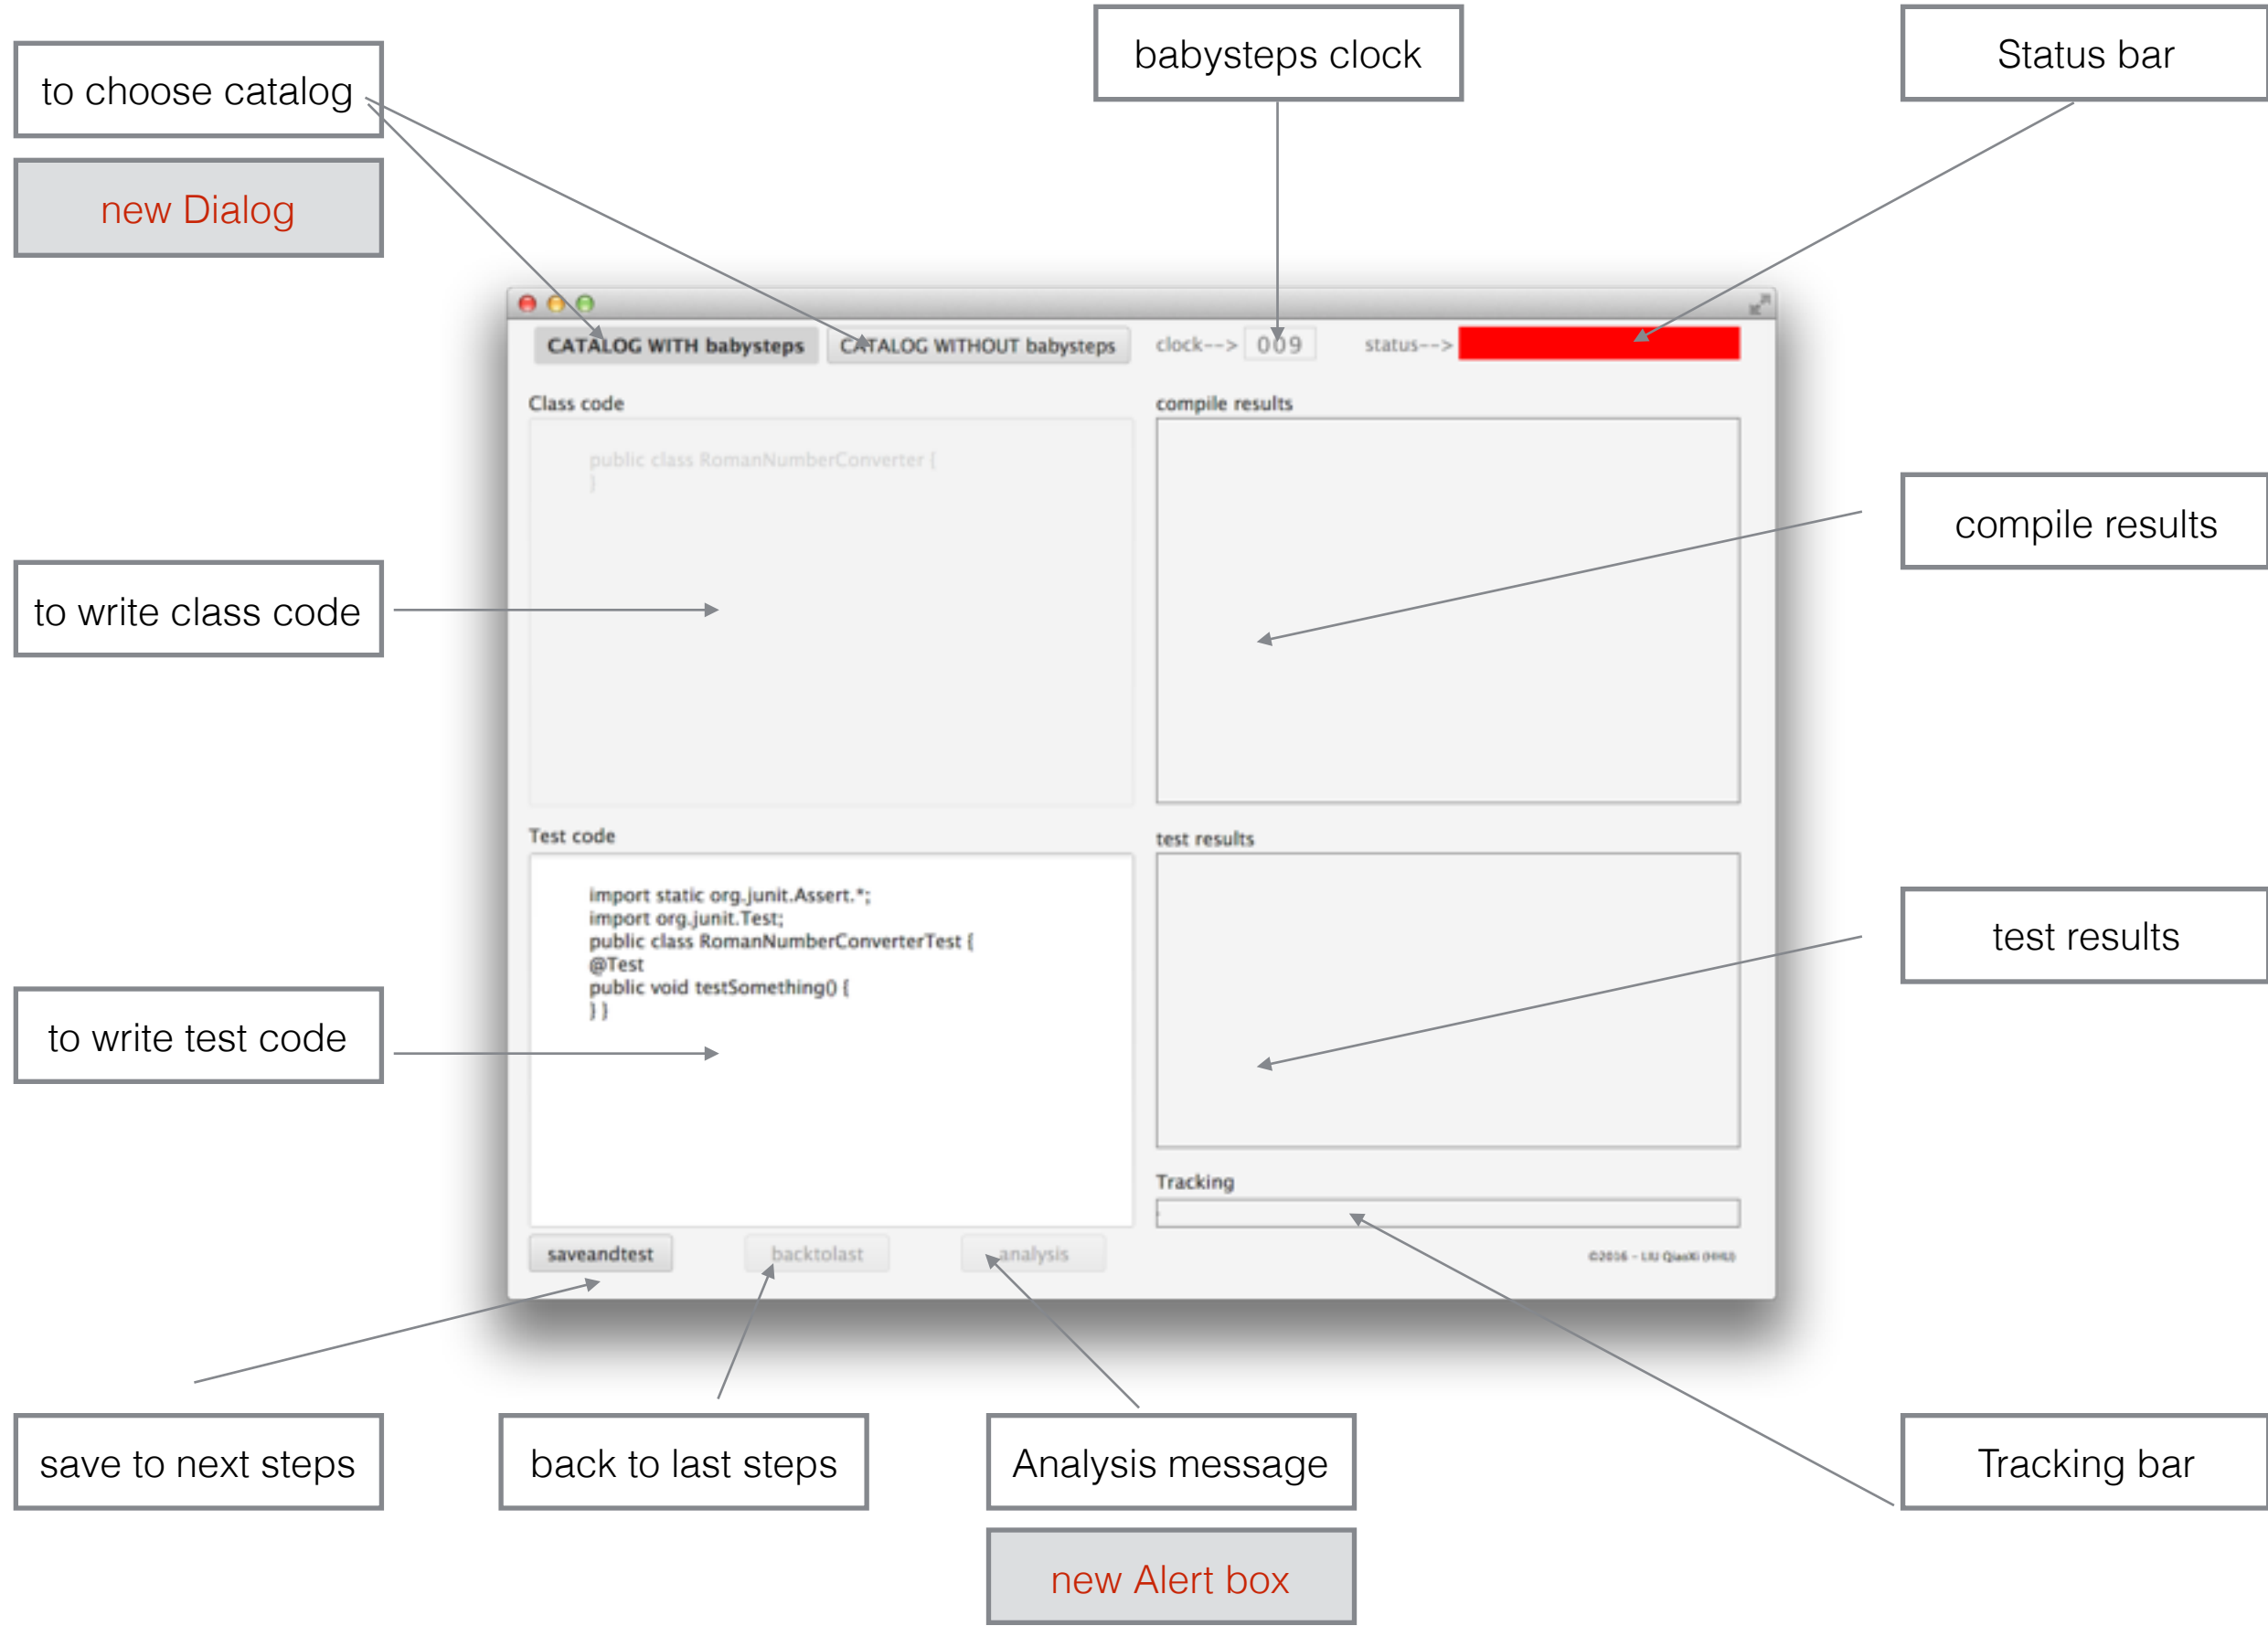 babysteps clock
Status bar
to choose catalog
new Dialog
CATALOG WITH babysteps
CATALOG WITHOUT babysteps
clock-->
009
status-->
Class code
compile results
public class RomanNumberConverter {
}
compile results
to write class code
Test code
test results
import static org.junit.Assert.*;
import org.junit.Test;
public class RomanNumberConverterTest {
@Test
public void testSomething() {
} }
test results
to write test code
Tracking
saveandtest
backtolast
analysis
©2016 - LIU QianXi (HHU)
save to next steps
back to last steps
Analysis message
Tracking bar
new Alert box